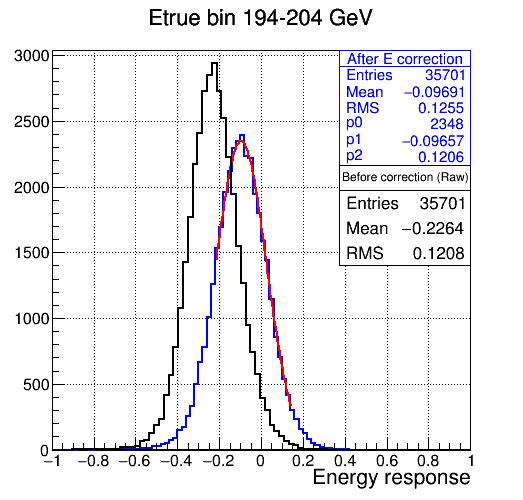 Etrue bin 194-204 GeV
After E correction
Entries 35701
Mean −0.09691
RMS 0.1255
p0 2348
p1 −0.09657
p2 0.1206
Before correction (Raw)
Entries 35701
Mean −0.2264
RMS 0.1208
3000
2500
2000
1500
1000
500
0
−1 −0.8 −0.6 −0.4 −0.2 0 0.2 0.4 0.6 0.8 1
Energy response